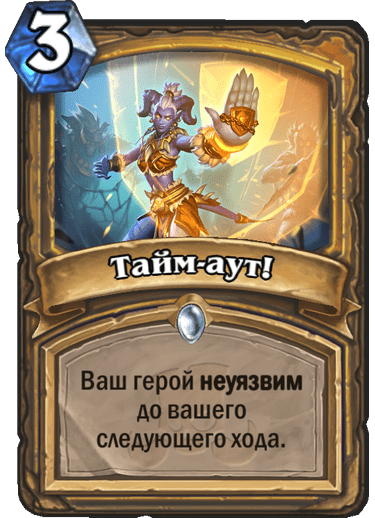 3
Тайм-аут!
Ваш герой неуязвим
до вашего
следующего хода.